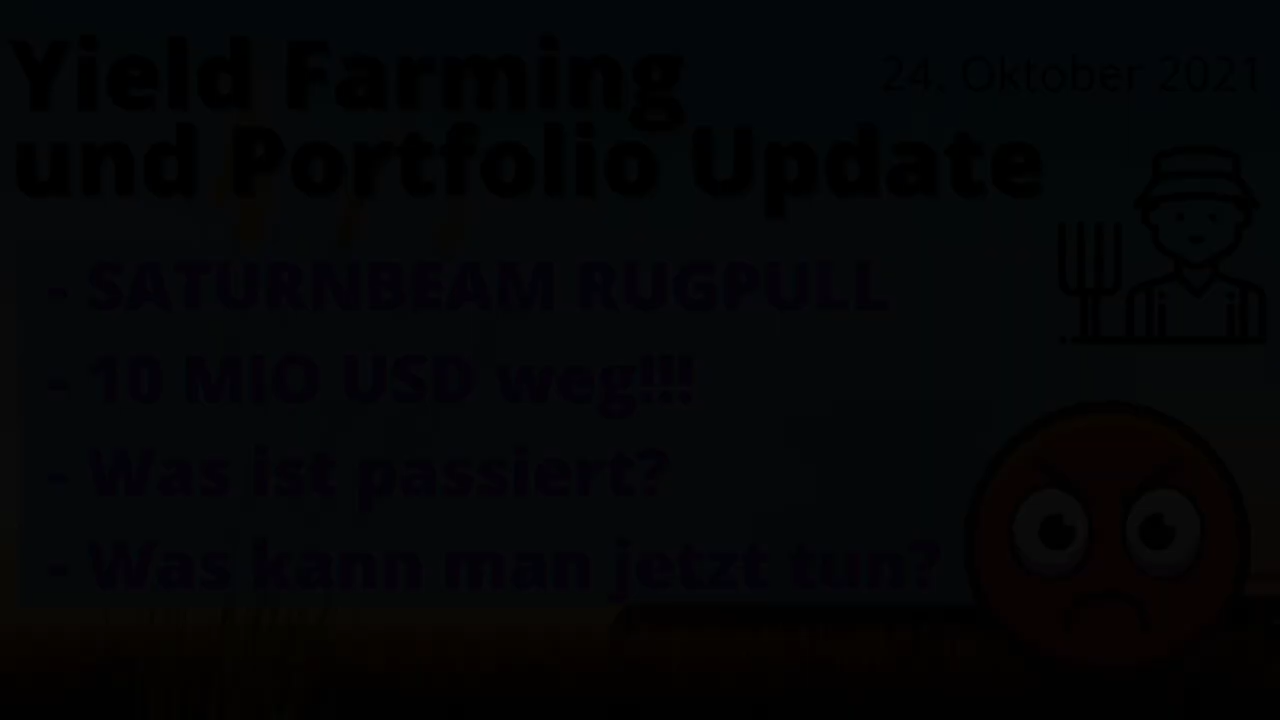 Yield Farming
24. Oktober 2021
und Portfolio Update
- SATURNBEAM RUGPULL
- 10 MIO USD weg!!!
- Was ist passiert?
- Was kann man jetzt tun?